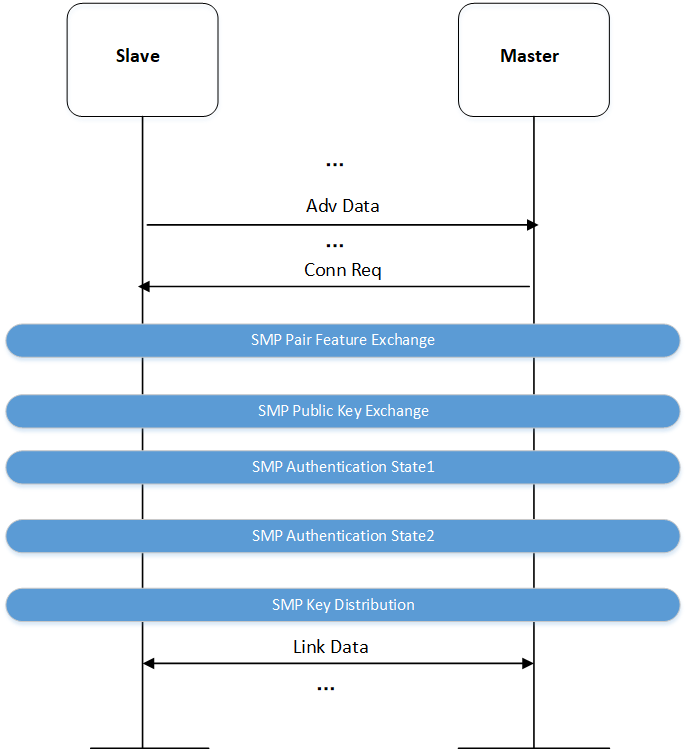 Slave
Master
...
Adv Data
...
Conn Req
SMP Pair Feature Exchange
SMP Public Key Exchange
SMP Authentication State1
SMP Authentication State2
SMP Key Distribution
Link Data
...